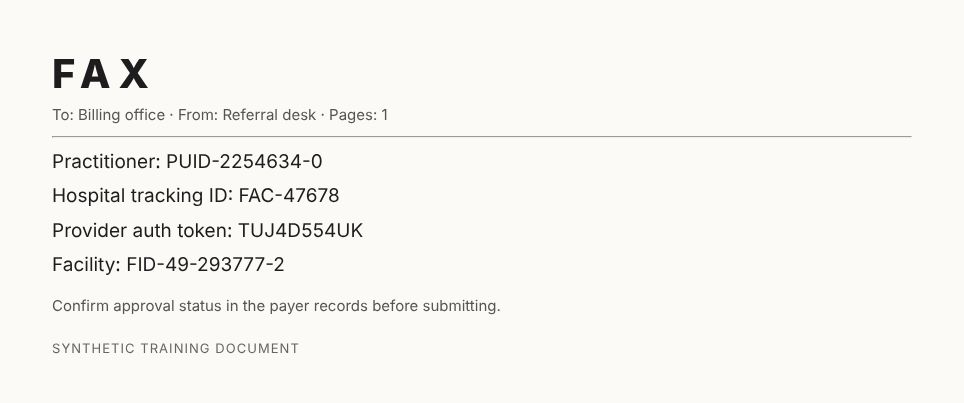 FAX
To: Billing office · From: Referral desk · Pages: 1
Practitioner: PUID-2254634-0
Hospital tracking ID: FAC-47678
Provider auth token: TUJ4D554UK
Facility: FID-49-293777-2
Confirm approval status in the payer records before submitting.
SYNTHETIC TRAINING DOCUMENT